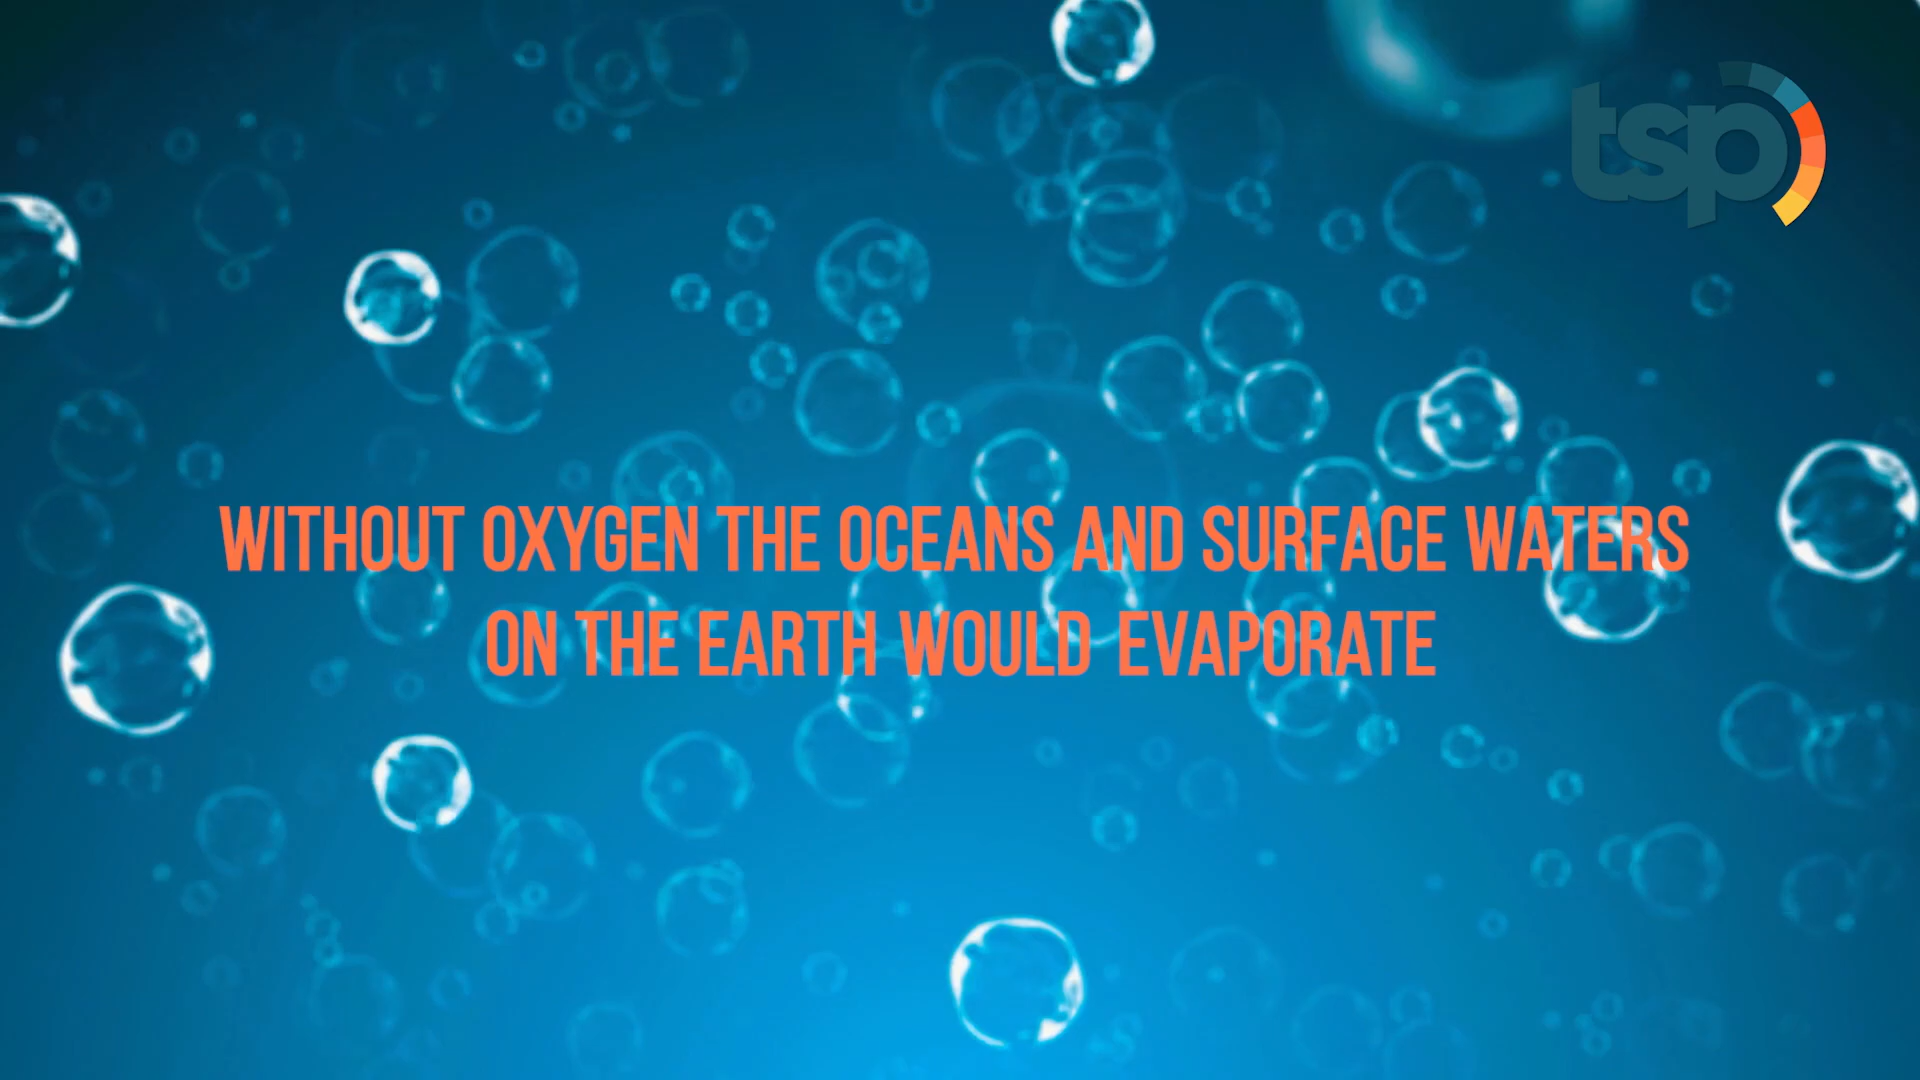 tsp
WITHOUT OXYGEN THE OCEANS AND SURFACE WATERS
ON THE EARTH WOULD EVAPORATE